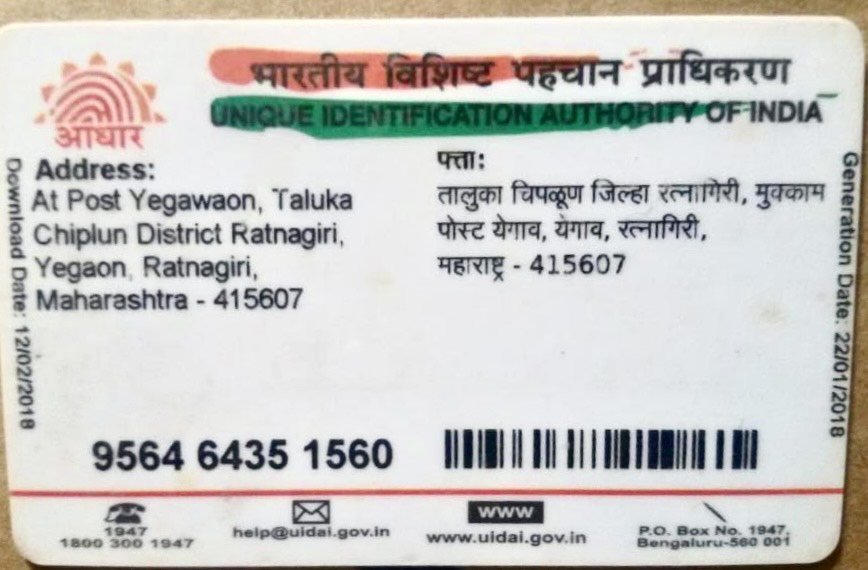 भारतीय विशिष्ट पहचान प्राधिकरण
UNIQUE IDENTIFICATION AUTHORITY OF INDIA
आधार
Address:
At Post Yegawaon, Taluka
Chiplun District Ratnagiri,
Yegaon, Ratnagiri,
Maharashtra - 415607
पत्ता:
तालुका चिपळूण जिल्हा रत्नागिरी, मुक्काम
पोस्ट येगाव, येगाव, रत्नागिरी,
महाराष्ट्र - 415607
Download Date: 12/02/2018
Generation Date: 22/01/2018
9564 6435 1560
1947
1800 300 1947
help@uidai.gov.in
www
www.uidai.gov.in
P.O. Box No. 1947,
Bengaluru-560 001